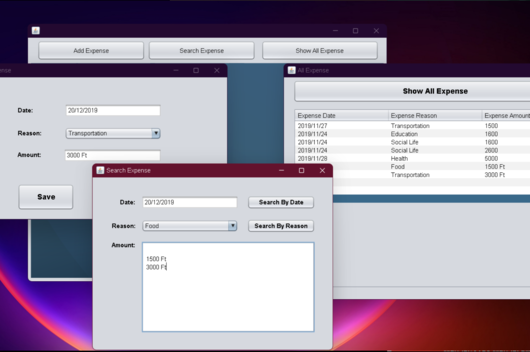 Add Expense
Search Expense
Show All Expense
Date:
20/12/2019
Reason:
Transportation
Amount:
3000 Ft
Save
All Expense
Show All Expense
Expense Date Expense Reason Expense Amount
2019/11/27 Transportation 1500
2019/11/24 Education 1600
2019/11/24 Social Life 1600
2019/11/24 Social Life 2600
2019/11/28 Health 5000
Food 1500 Ft
Transportation 3000 Ft
Search Expense
Date:
20/12/2019
Search By Date
Reason:
Food
Search By Reason
Amount:
1500 Ft
3000 Ft